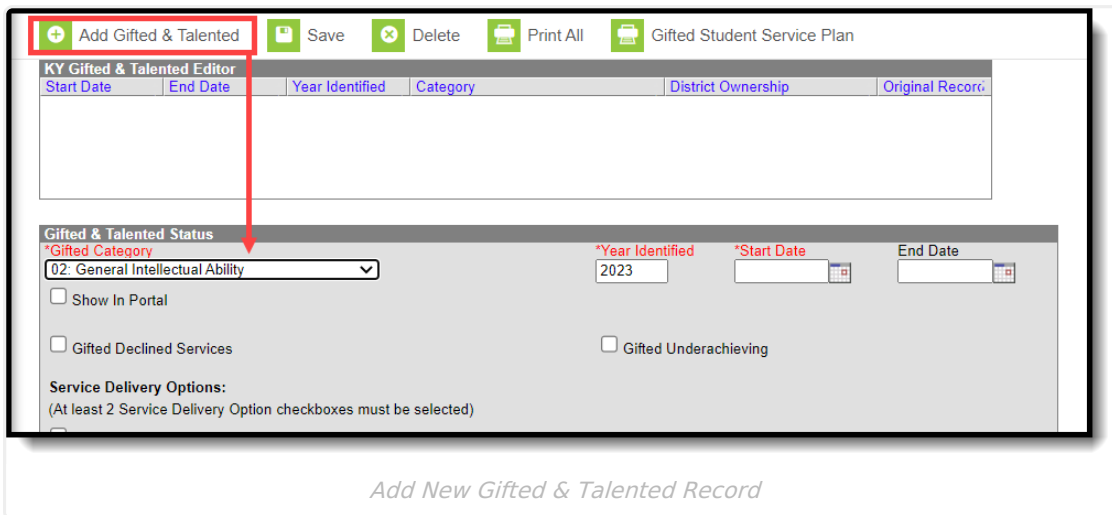 Add Gifted & Talented Save Delete Print All Gifted Student Service Plan
KY Gifted & Talented Editor
Start Date End Date Year Identified Category District Ownership Original Record
Gifted & Talented Status
*Gifted Category *Year Identified *Start Date End Date
02: General Intellectual Ability 2023
Show In Portal
Gifted Declined Services Gifted Underachieving
Service Delivery Options:
(At least 2 Service Delivery Option checkboxes must be selected)
Add New Gifted & Talented Record